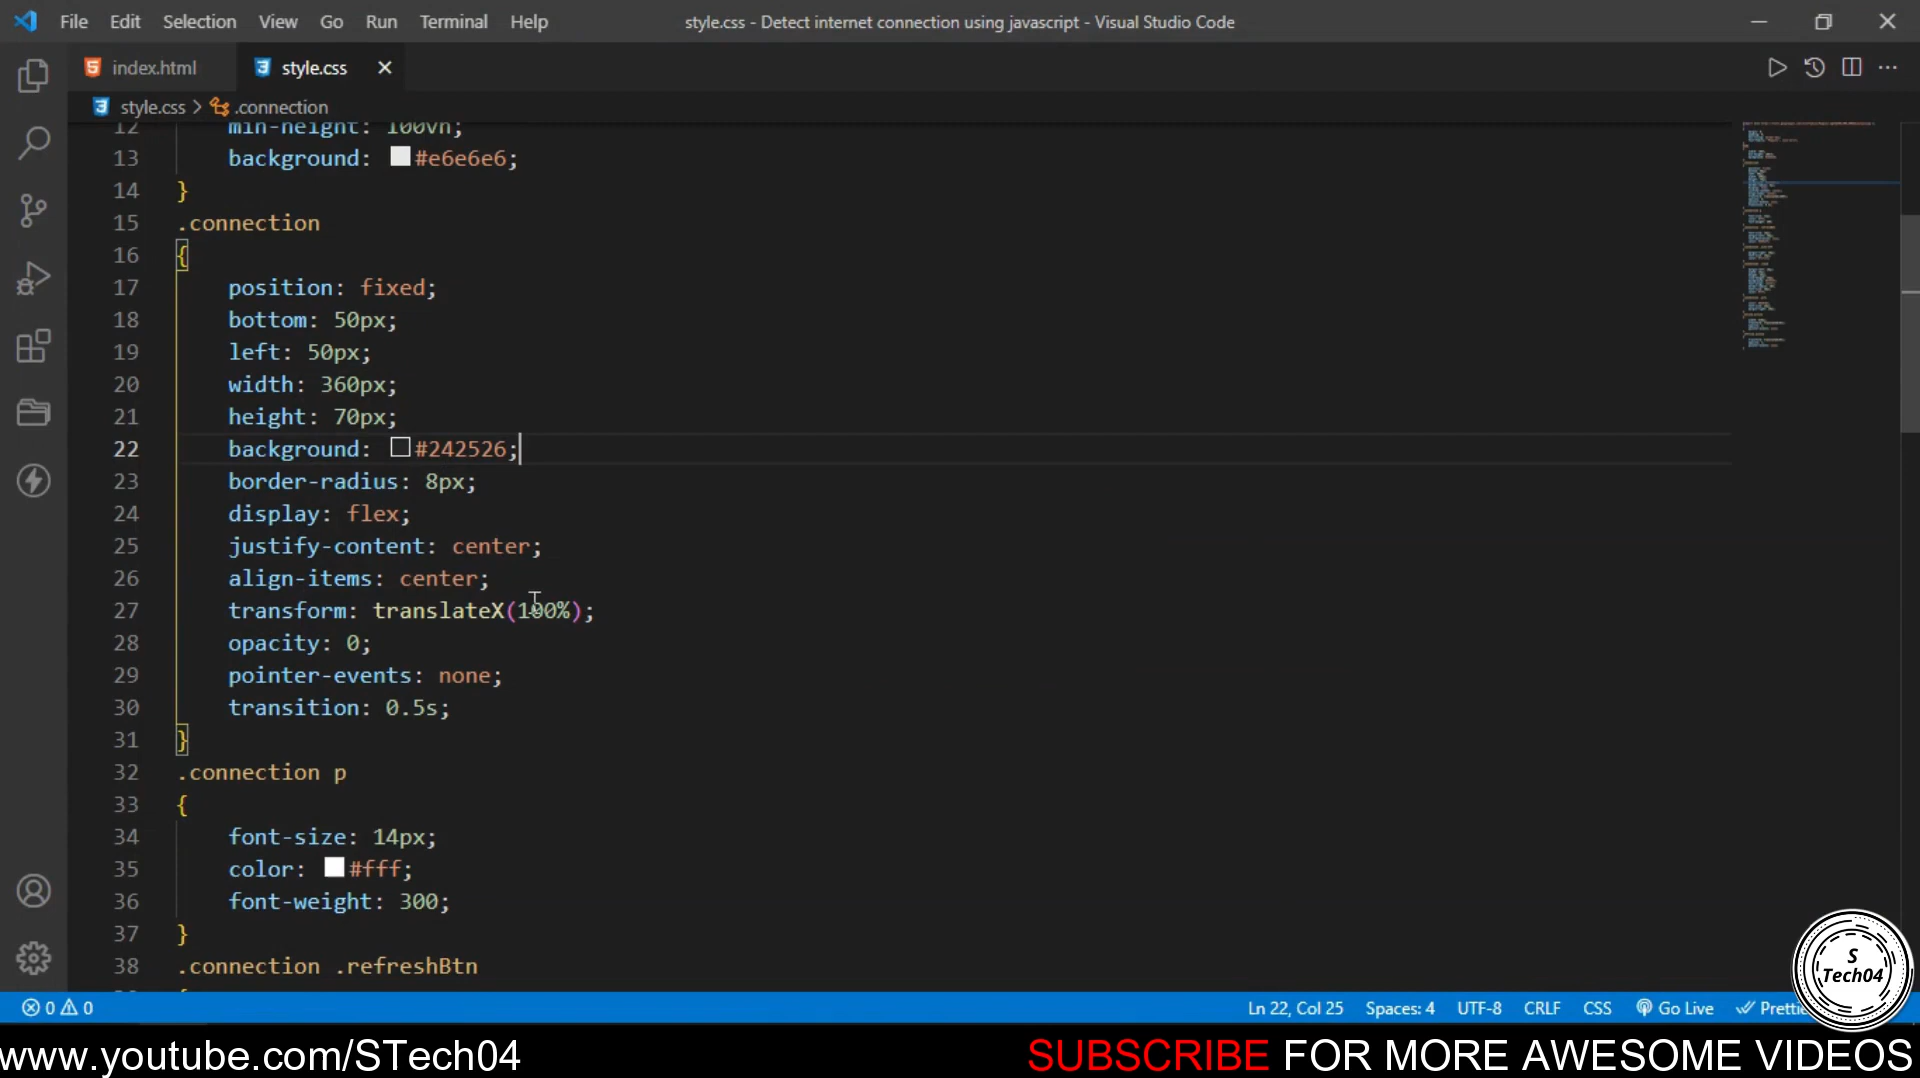 File Edit Selection View Go Run Terminal Help style.css - Detect internet connection using javascript - Visual Studio Code
index.html style.css
style.css > .connection
12 min-height: 100vh;
13 background: #e6e6e6;
14 }
15 .connection
16 {
17 position: fixed;
18 bottom: 50px;
19 left: 50px;
20 width: 360px;
21 height: 70px;
22 background: #242526;
23 border-radius: 8px;
24 display: flex;
25 justify-content: center;
26 align-items: center;
27 transform: translateX(100%);
28 opacity: 0;
29 pointer-events: none;
30 transition: 0.5s;
31 }
32 .connection p
33 {
34 font-size: 14px;
35 color: #fff;
36 font-weight: 300;
37 }
38 .connection .refreshBtn
S
Tech04
0 0 Ln 22, Col 25 Spaces: 4 UTF-8 CRLF CSS Go Live
www.youtube.com/STech04 SUBSCRIBE FOR MORE AWESOME VIDEOS